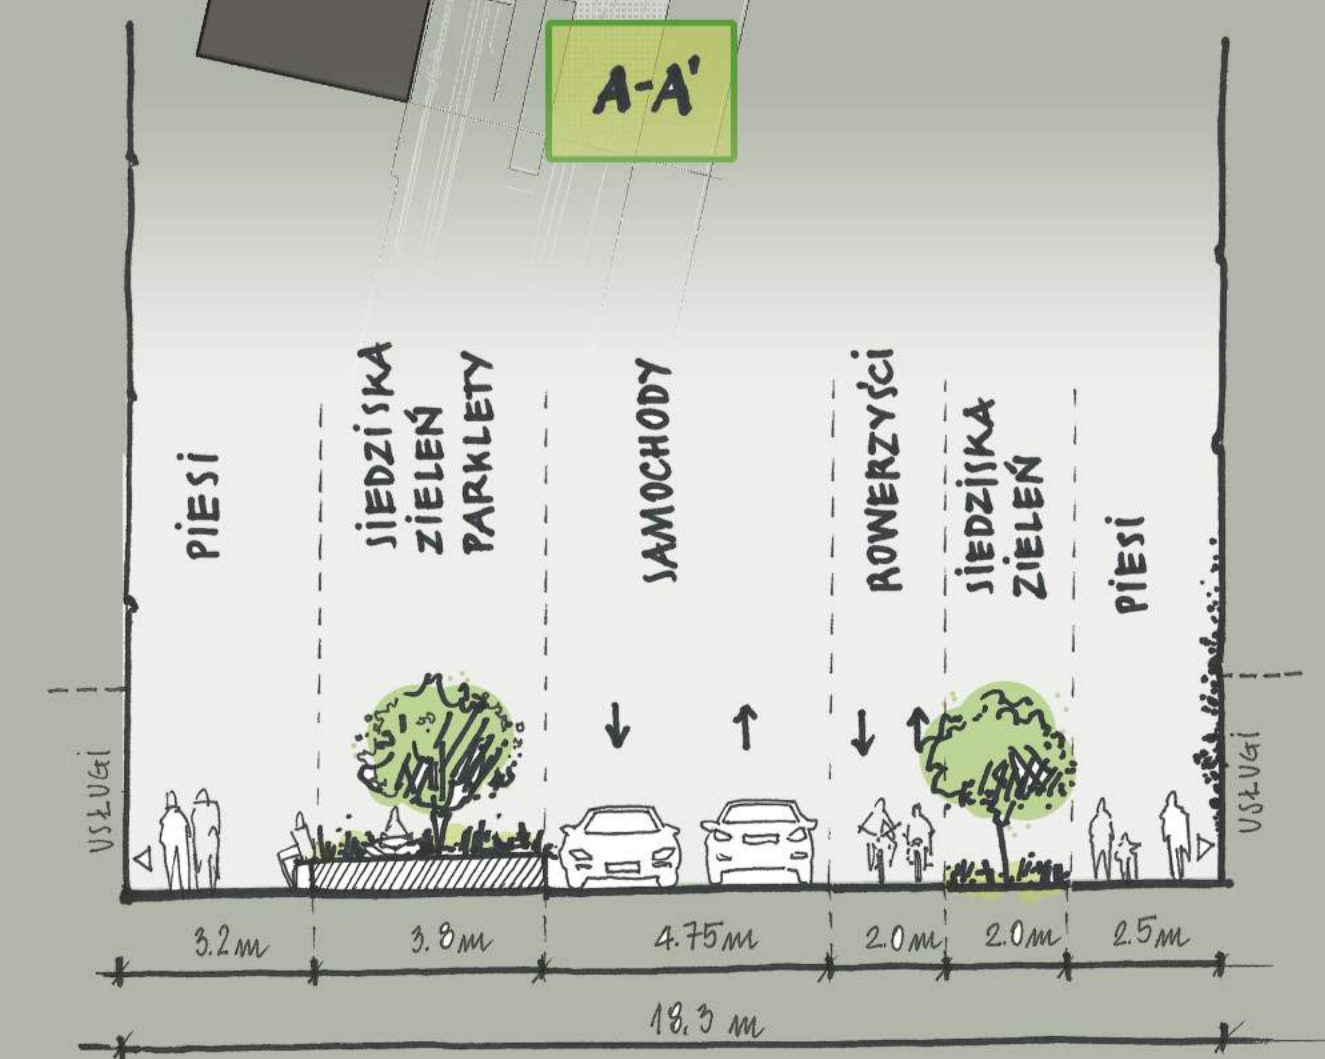 A-A'
PIESI
SIEDZISKA
ZIELEŃ
PARKLETY
SAMOCHODY
ROWERZYŚCI
SIEDZISKA
ZIELEŃ
PIESI
USŁUGI
USŁUGI
3.2m
3.8m
4.75m
2.0m
2.0m
2.5m
18.3 m